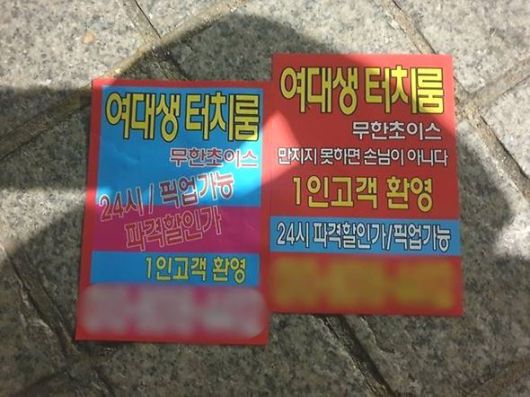 여대생 터치룸
무한초이스
24시 / 픽업가능
파격할인가
1인고객 환영
여대생 터치룸
무한초이스
만지지 못하면 손님이 아니다
1인고객 환영
24시 파격할인가/픽업가능